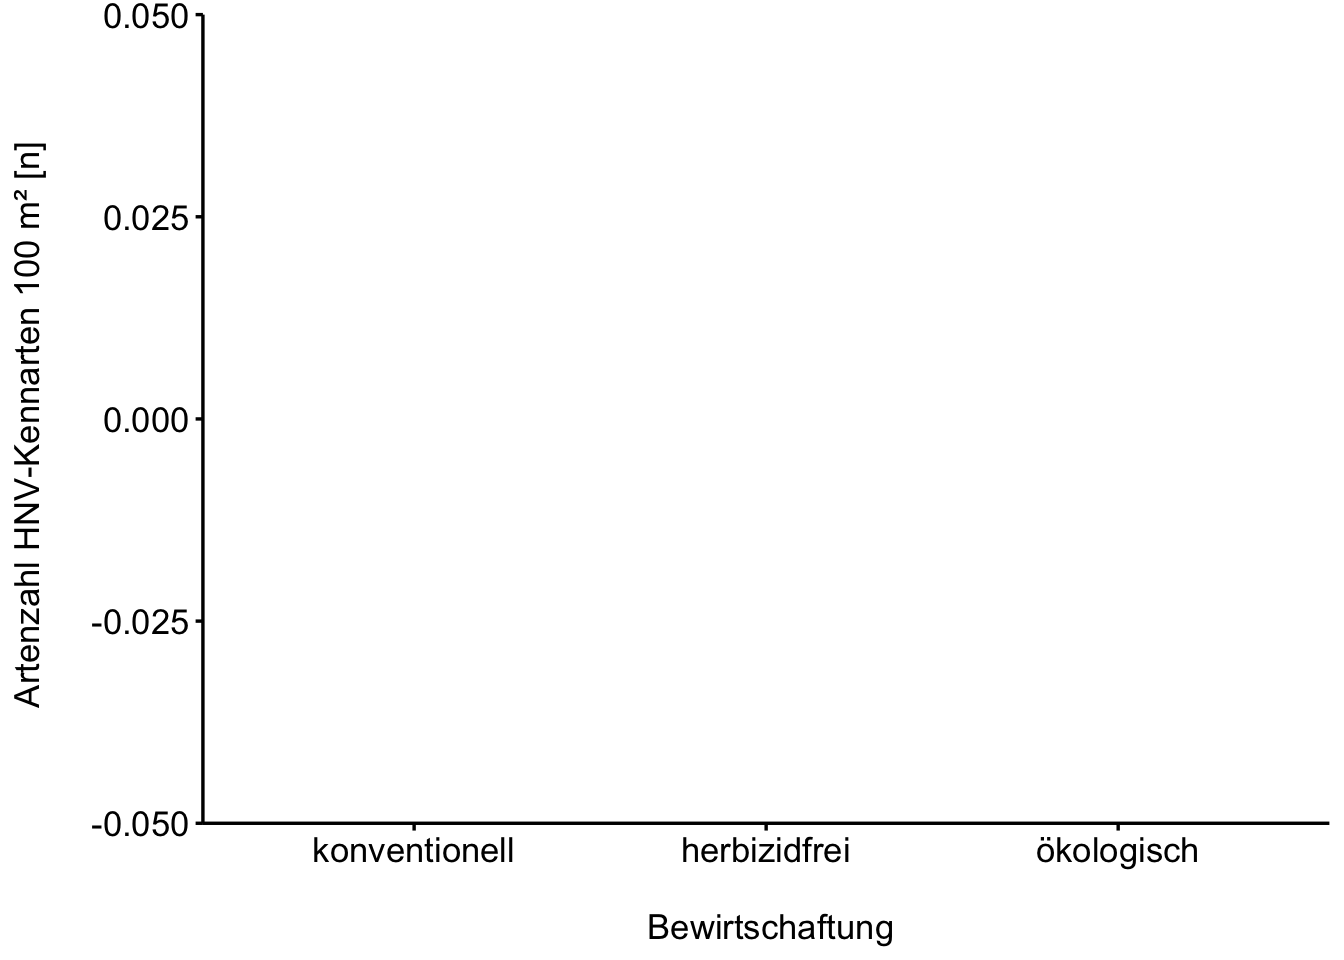 Artenzahl HNV-Kennarten 100 m² [n]
0.050
0.025
0.000
-0.025
-0.050
konventionell herbizidfrei ökologisch
Bewirtschaftung